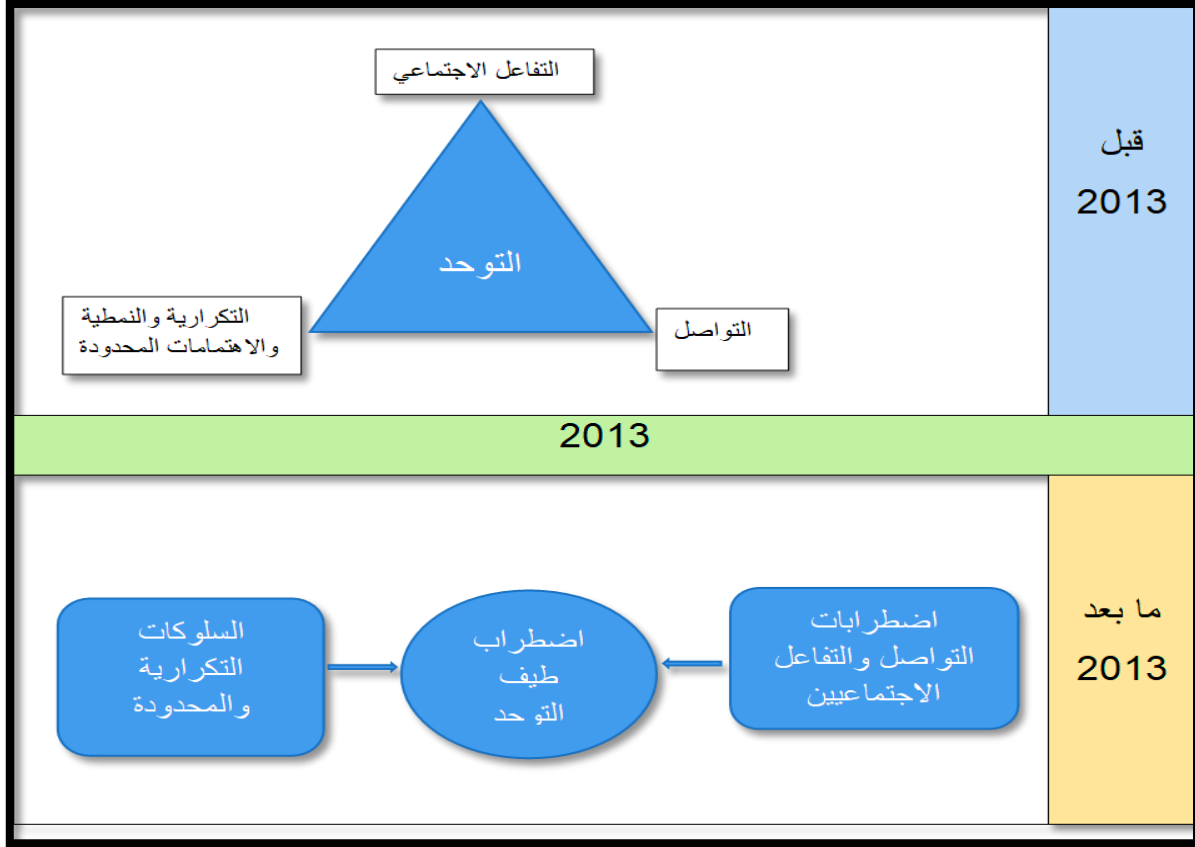 قبل
2013
التفاعل الاجتماعي
التوحد
التواصل
التكرارية والنمطية
والاهتمامات المحدودة
2013
ما بعد
2013
اضطرابات
التواصل والتفاعل
الاجتماعيين
اضطراب
طيف
التوحد
السلوكات
التكرارية
والمحدودة